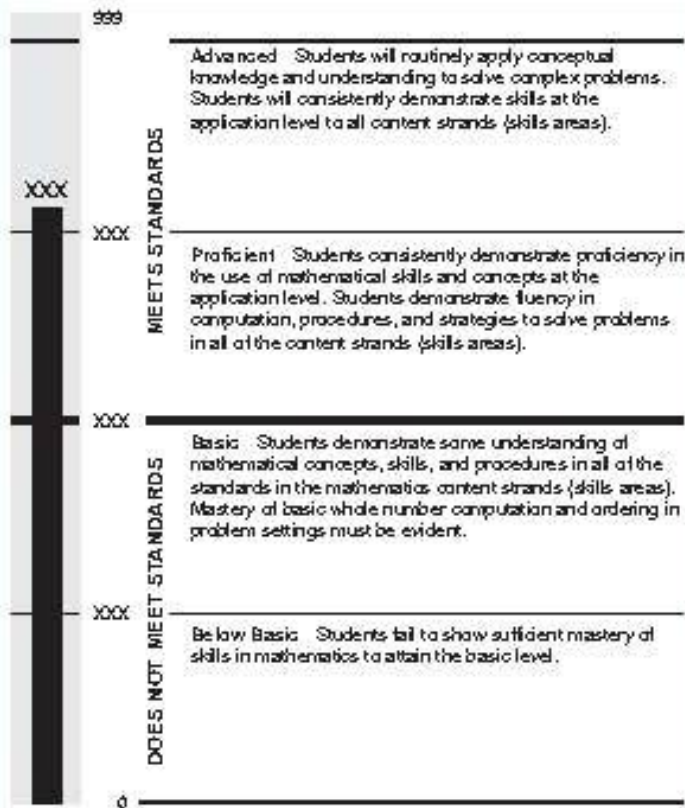 999
Advanced Students will routinely apply conceptual
knowledge and understanding to solve complex problems.
Students will consistently demonstrate skills at the
application level to all content strands (skills areas).
MEETS STANDARDS
XXX
XXX
Proficient Students consistently demonstrate proficiency in
the use of mathematical skills and concepts at the
application level. Students demonstrate fluency in
computation, procedures, and strategies to solve problems
in all of the content strands (skills areas).
XXX
Basic Students demonstrate some understanding of
mathematical concepts, skills, and procedures in all of the
standards in the mathematics content strands (skills areas).
Mastery of basic whole number computation and ordering in
problem settings must be evident.
DOES NOT MEET STANDARDS
XXX
Below Basic Students fail to show sufficient mastery of
skills in mathematics to attain the basic level.
0